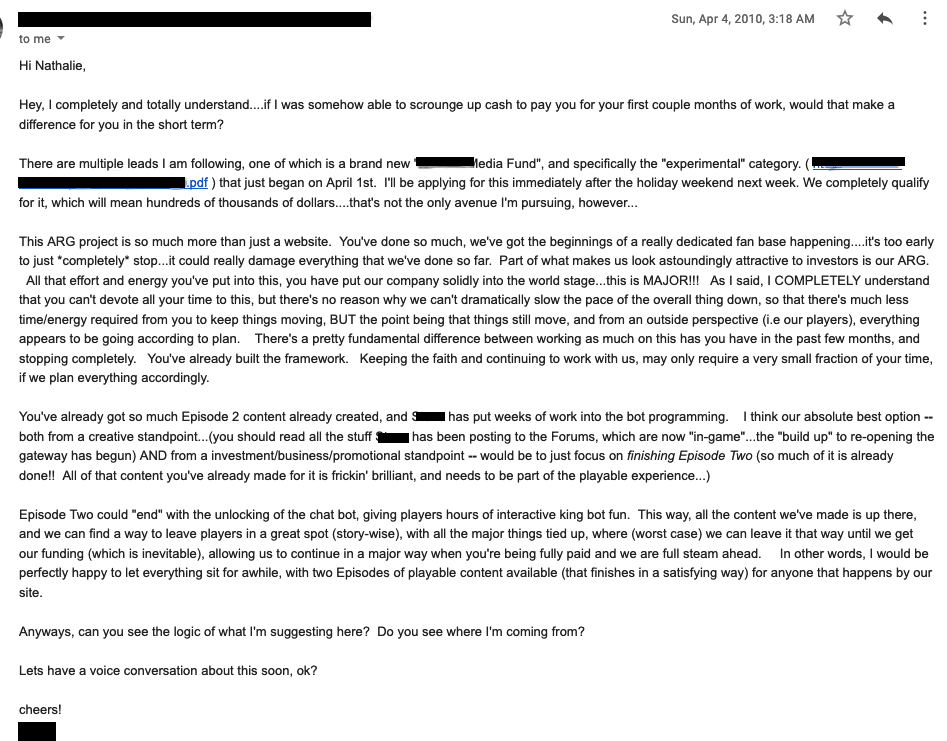 Sun, Apr 4, 2010, 3:18 AM
to me
Hi Nathalie,
Hey, I completely and totally understand....if I was somehow able to scrounge up cash to pay you for your first couple months of work, would that make a
difference for you in the short term?
There are multiple leads I am following, one of which is a brand new " Media Fund", and specifically the "experimental" category. (
.pdf ) that just began on April 1st. I'll be applying for this immediately after the holiday weekend next week. We completely qualify
for it, which will mean hundreds of thousands of dollars....that's not the only avenue I'm pursuing, however...
This ARG project is so much more than just a website. You've done so much, we've got the beginnings of a really dedicated fan base happening....it's too early
to just *completely* stop...it could really damage everything that we've done so far. Part of what makes us look astoundingly attractive to investors is our ARG.
All that effort and energy you've put into this, you have put our company solidly into the world stage...this is MAJOR!!! As I said, I COMPLETELY understand
that you can't devote all your time to this, but there's no reason why we can't dramatically slow the pace of the overall thing down, so that there's much less
time/energy required from you to keep things moving, BUT the point being that things still move, and from an outside perspective (i.e our players), everything
appears to be going according to plan. There's a pretty fundamental difference between working as much on this has you have in the past few months, and
stopping completely. You've already built the framework. Keeping the faith and continuing to work with us, may only require a very small fraction of your time,
if we plan everything accordingly.
You've already got so much Episode 2 content already created, and S has put weeks of work into the bot programming. I think our absolute best option --
both from a creative standpoint...(you should read all the stuff S has been posting to the Forums, which are now "in-game"...the "build up" to re-opening the
gateway has begun) AND from a investment/business/promotional standpoint -- would be to just focus on finishing Episode Two (so much of it is already
done!! All of that content you've already made for it is frickin' brilliant, and needs to be part of the playable experience...)
Episode Two could "end" with the unlocking of the chat bot, giving players hours of interactive king bot fun. This way, all the content we've made is up there,
and we can find a way to leave players in a great spot (story-wise), with all the major things tied up, where (worst case) we can leave it that way until we get
our funding (which is inevitable), allowing us to continue in a major way when you're being fully paid and we are full steam ahead. In other words, I would be
perfectly happy to let everything sit for awhile, with two Episodes of playable content available (that finishes in a satisfying way) for anyone that happens by our
site.
Anyways, can you see the logic of what I'm suggesting here? Do you see where I'm coming from?
Lets have a voice conversation about this soon, ok?
cheers!